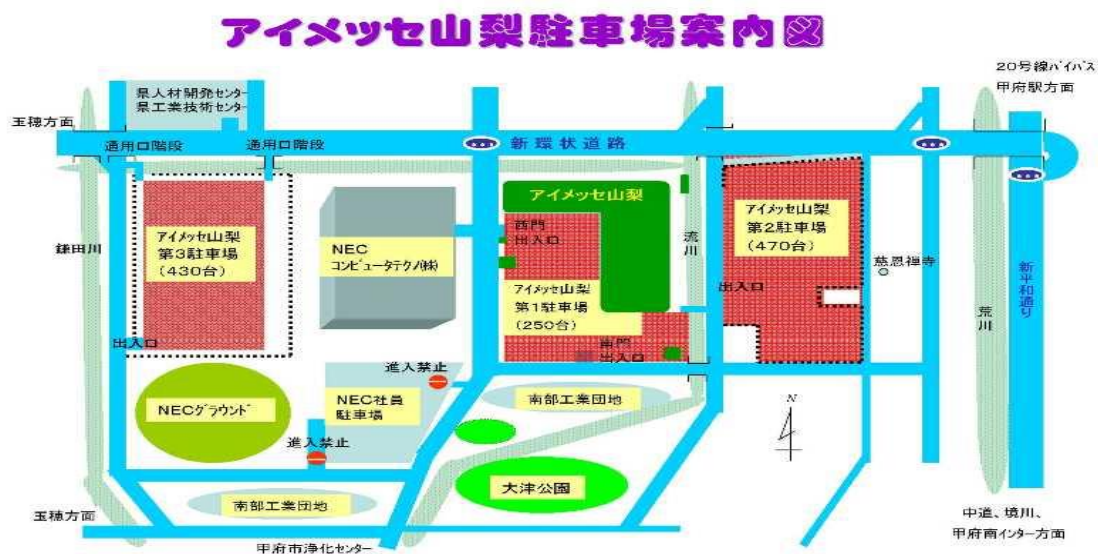 アイメッセ山梨駐車場案内図
20号線バイパス
甲府駅方面
県人材開発センター
県工業技術センター
玉穂方面
通用口階段
通用口階段
新環状道路
アイメッセ山梨
アイメッセ山梨
第3駐車場
(430台)
鎌田川
NEC
コンピュータテクノ(株)
西門
出入口
アイメッセ山梨
第1駐車場
(250台)
流川
アイメッセ山梨
第2駐車場
(470台)
出入口
慈恩禅寺
荒川
新平和通り
出入口
南門
出入口
進入禁止
NECグラウンド
NEC社員
駐車場
南部工業団地
N
進入禁止
大津公園
南部工業団地
玉穂方面
甲府市浄化センター
中道、境川、
甲府南インター方面